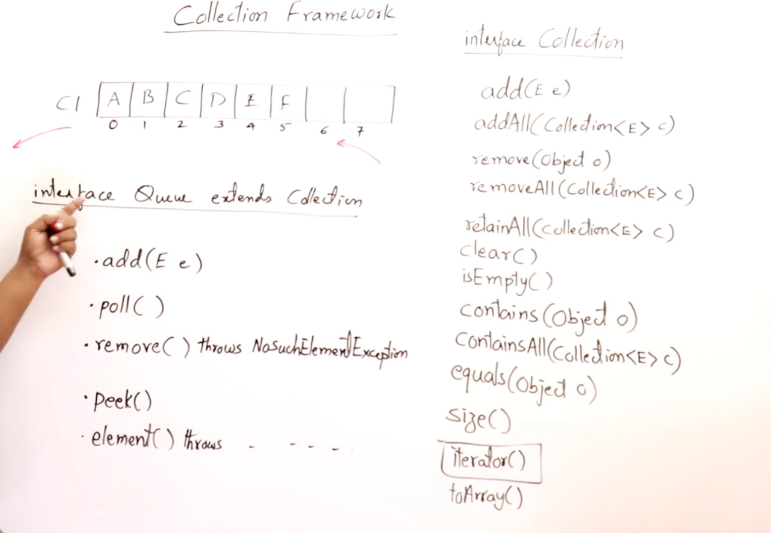 Collection Framework
C1 A B C D E F
0 1 2 3 4 5 6 7
interface Queue extends Collection
· add(E e)
· poll( )
· remove( ) throws NosuchElementException
· peek()
· element() throws - - - - .
interface Collection
add(E e)
addAll(Collection<E> c)
remove(Object o)
removeAll(Collection<E> c)
retainAll(Collection<E> c)
clear()
isEmpty()
contains(Object o)
containsAll(Collection<E> c)
equals(Object o)
size()
iterator()
toArray()